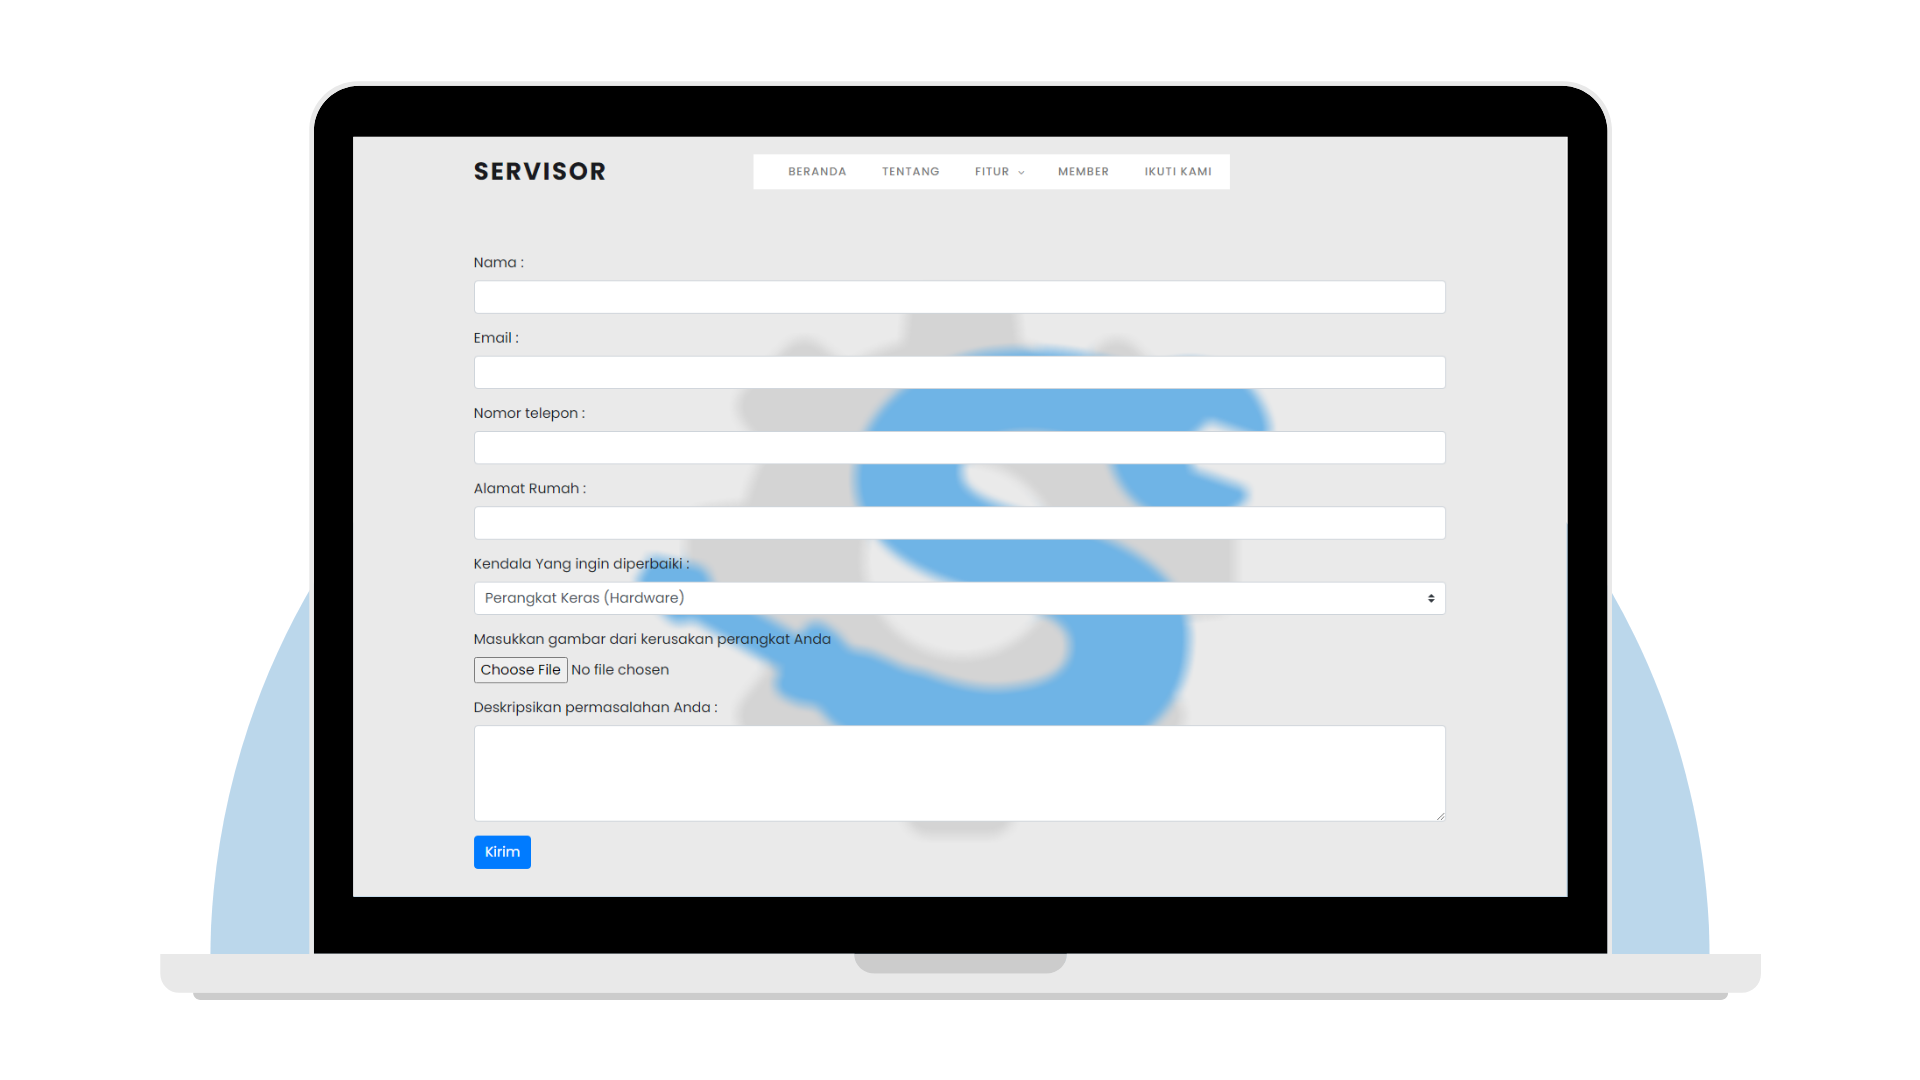 SERVISOR
BERANDA TENTANG FITUR MEMBER IKUTI KAMI
Nama :
Email :
Nomor telepon :
Alamat Rumah :
Kendala Yang ingin diperbaiki :
Perangkat Keras (Hardware)
Masukkan gambar dari kerusakan perangkat Anda
Choose File No file chosen
Deskripsikan permasalahan Anda :
Kirim